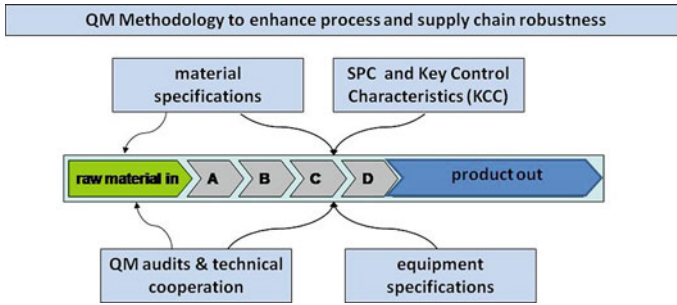 QM Methodology to enhance process and supply chain robustness
material
specifications
SPC and Key Control
Characteristics (KCC)
raw material in
A
B
C
D
product out
QM audits & technical
cooperation
equipment
specifications